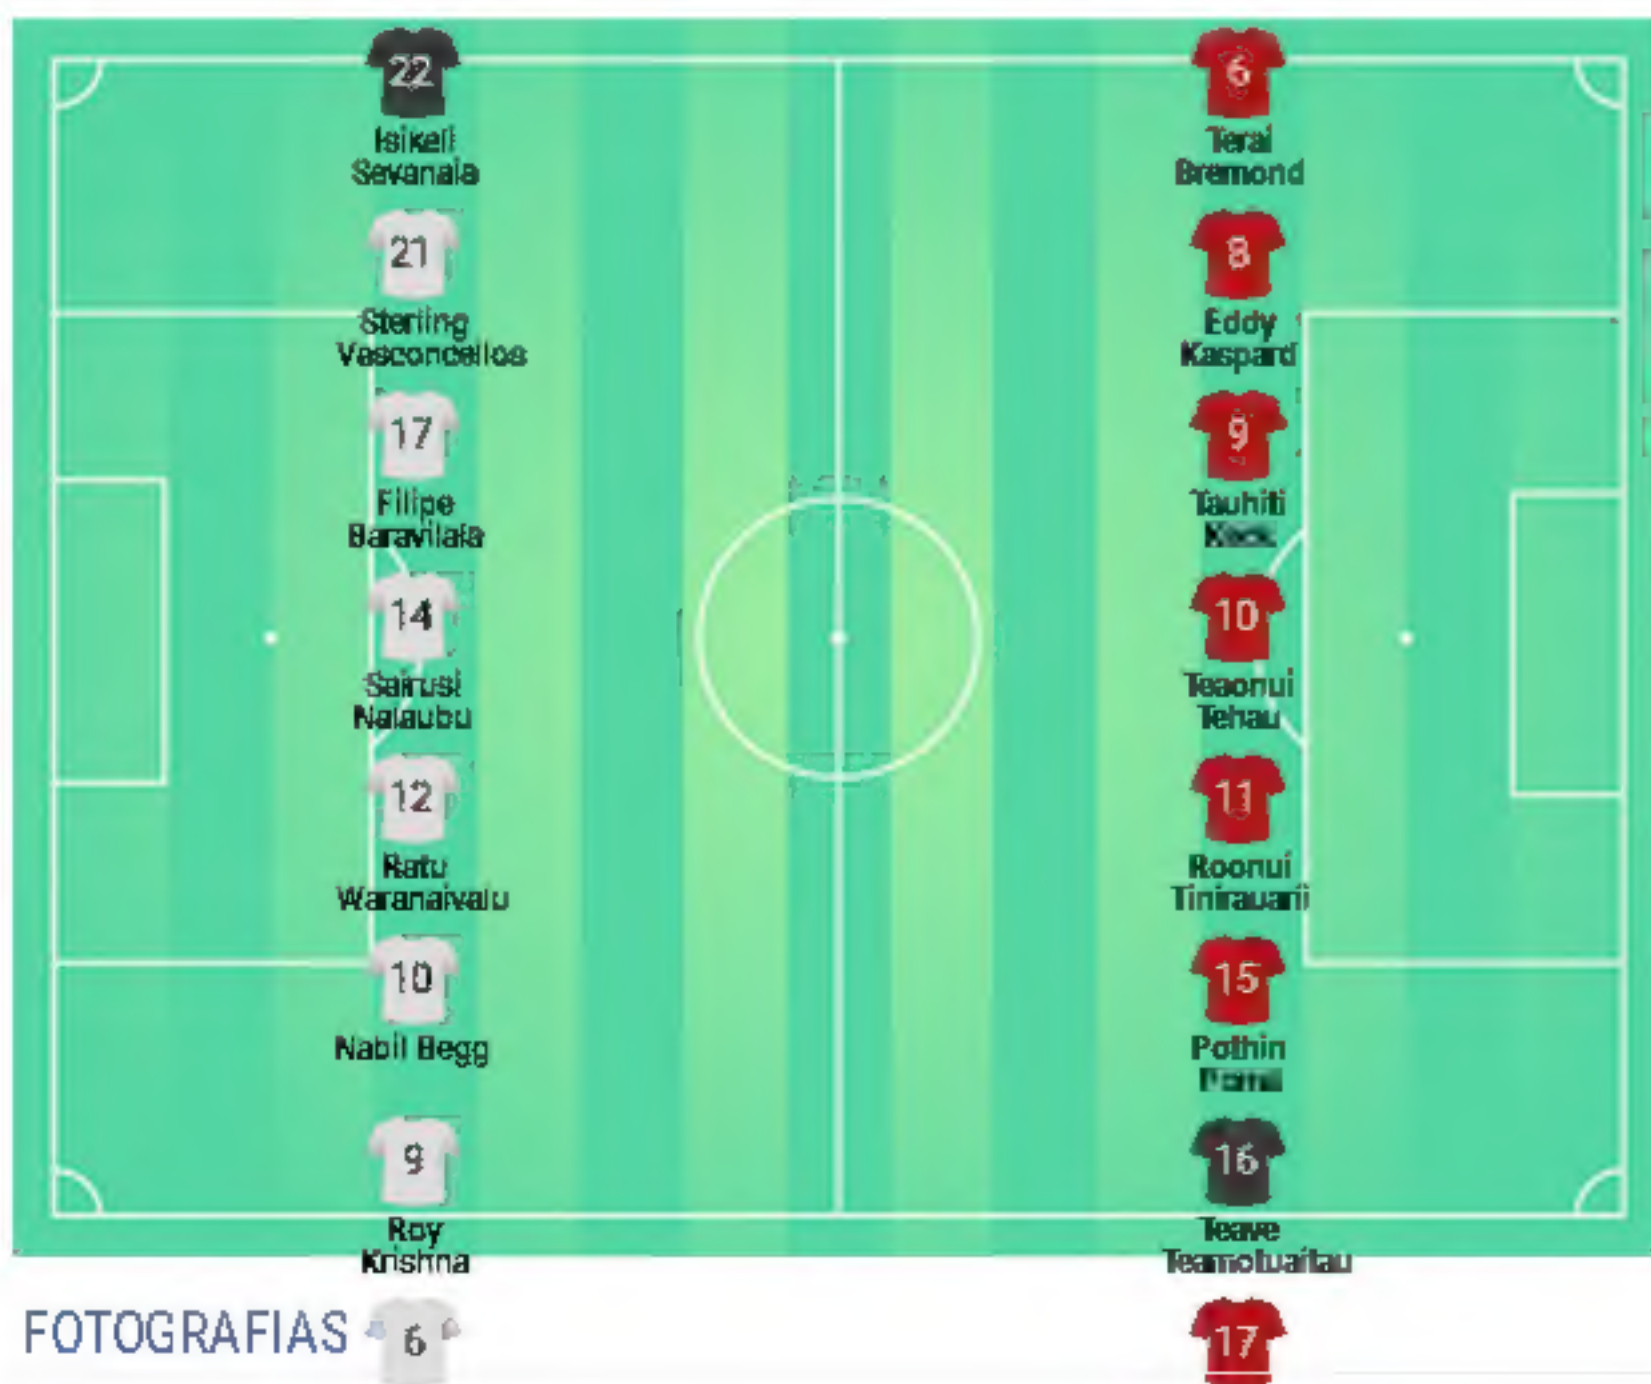 22
Isikeli
Sevanaia
21
Sterling
Vasconcellos
17
Filipe
Baravilala
14
Sairusi
Nalaubu
12
Ratu
Waranaivalu
10
Nabil Begg
9
Roy
Krishna
6
6
Terai
Bremond
8
Eddy
Kaspard
9
Tauhiti
10
Teaonui
Tehau
11
Roonui
Tinirauarii
15
Pothin
16
Teave
Teamotuaitau
17
FOTOGRAFIAS